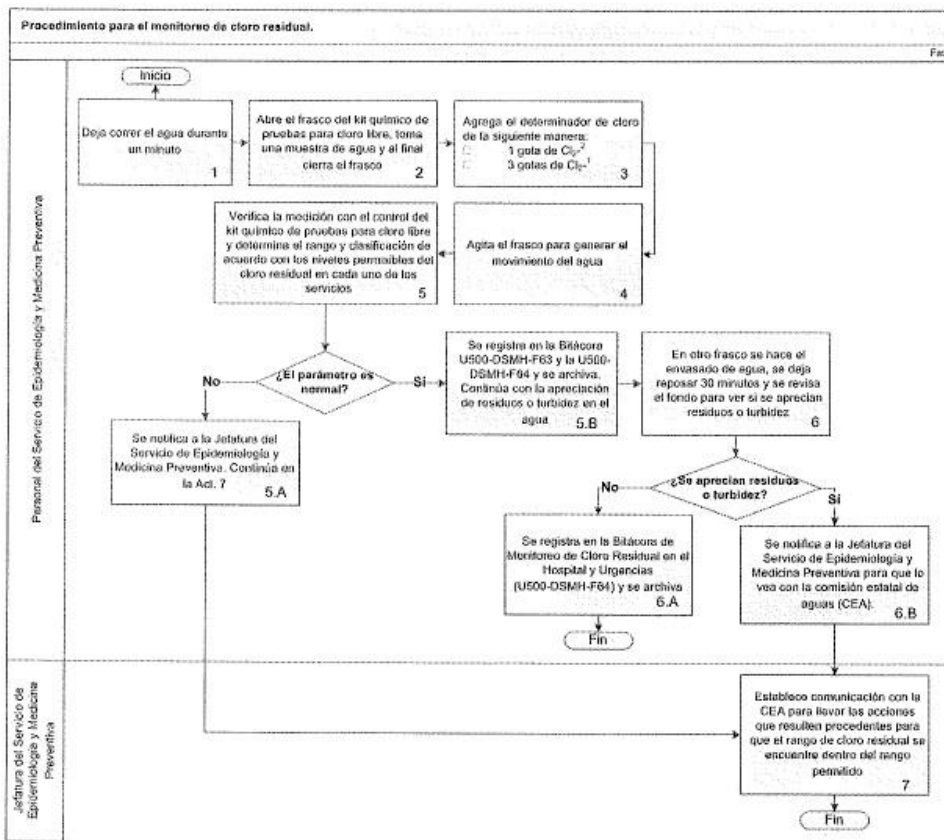 Procedimiento para el monitoreo de cloro residual.
Fas
Personal del Servicio de Epidemiología y Medicina Preventiva
Inicio
Deja correr el agua durante
un minuto
1
Abre el frasco del kit químico de
pruebas para cloro libre, toma
una muestra de agua y al final
cierra el frasco
2
Agrega el determinador de cloro
de la siguiente manera:
1 gota de Cl₂-²
3 gotas de Cl₂-¹
3
Agita el frasco para generar el
movimiento del agua
4
Verifica la medición con el control del
kit químico de pruebas para cloro libre
y determina el rango y clasificación de
acuerdo con los niveles permisibles del
cloro residual en cada uno de los
servicios
5
¿El parámetro es
normal?
No
Sí
Se notifica a la Jefatura del
Servicio de Epidemiología y
Medicina Preventiva. Continúa en
la Act. 7
5.A
Se registra en la Bitácora
U500-DSMH-F63 y la U500-
DSMH-F64 y se archiva.
Continúa con la apreciación
de residuos o turbidez en el
agua
5.B
En otro frasco se hace el
envasado de agua, se deja
reposar 30 minutos y se revisa
el fondo para ver si se aprecian
residuos o turbidez
6
¿Se aprecian residuos
o turbidez?
No
Sí
Se registra en la Bitácora de
Monitoreo de Cloro Residual en el
Hospital y Urgencias
(U500-DSMH-F64) y se archiva
6.A
Fin
Se notifica a la Jefatura del
Servicio de Epidemiología y
Medicina Preventiva para que lo
vea con la comisión estatal de
aguas (CEA).
6.B
Jefatura del Servicio de
Epidemiología y Medicina
Preventiva
Establece comunicación con la
CEA para llevar las acciones
que resulten procedentes para
que el rango de cloro residual se
encuentre dentro del rango
permitido
7
Fin